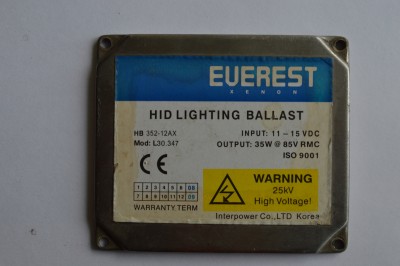 EVEREST
XENON
HID LIGHTING BALLAST
HB 352-12AX
Mod: L30.347
INPUT: 11 – 15 VDC
OUTPUT: 35W @ 85V RMC
ISO 9001
CE
1 2 3 4 5 6 05
7 8 9 10 11 12 06
WARRANTY.TERM
WARNING
25kV
High Voltage!
Interpower Co.,LTD Korea